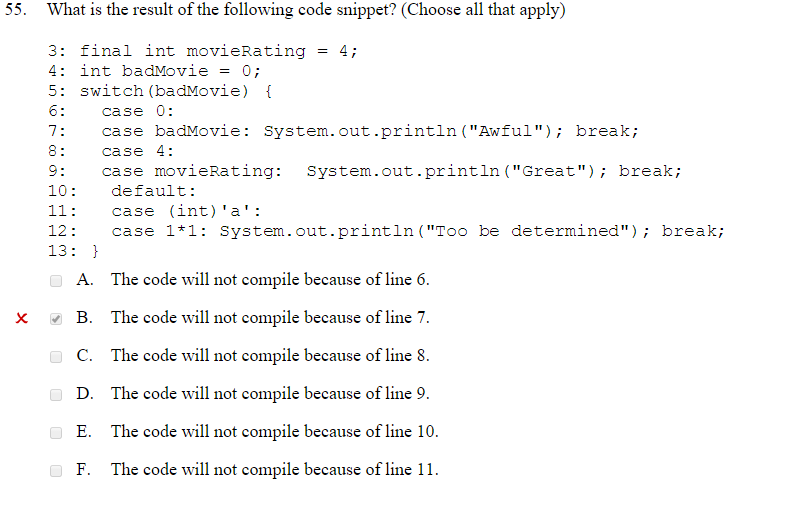 55. What is the result of the following code snippet? (Choose all that apply)
3: final int movieRating = 4;
4: int badMovie = 0;
5: switch(badMovie) {
6: case 0:
7: case badMovie: System.out.println("Awful"); break;
8: case 4:
9: case movieRating: System.out.println("Great"); break;
10: default:
11: case (int)'a':
12: case 1*1: System.out.println("Too be determined"); break;
13: }
A. The code will not compile because of line 6.
B. The code will not compile because of line 7.
C. The code will not compile because of line 8.
D. The code will not compile because of line 9.
E. The code will not compile because of line 10.
F. The code will not compile because of line 11.